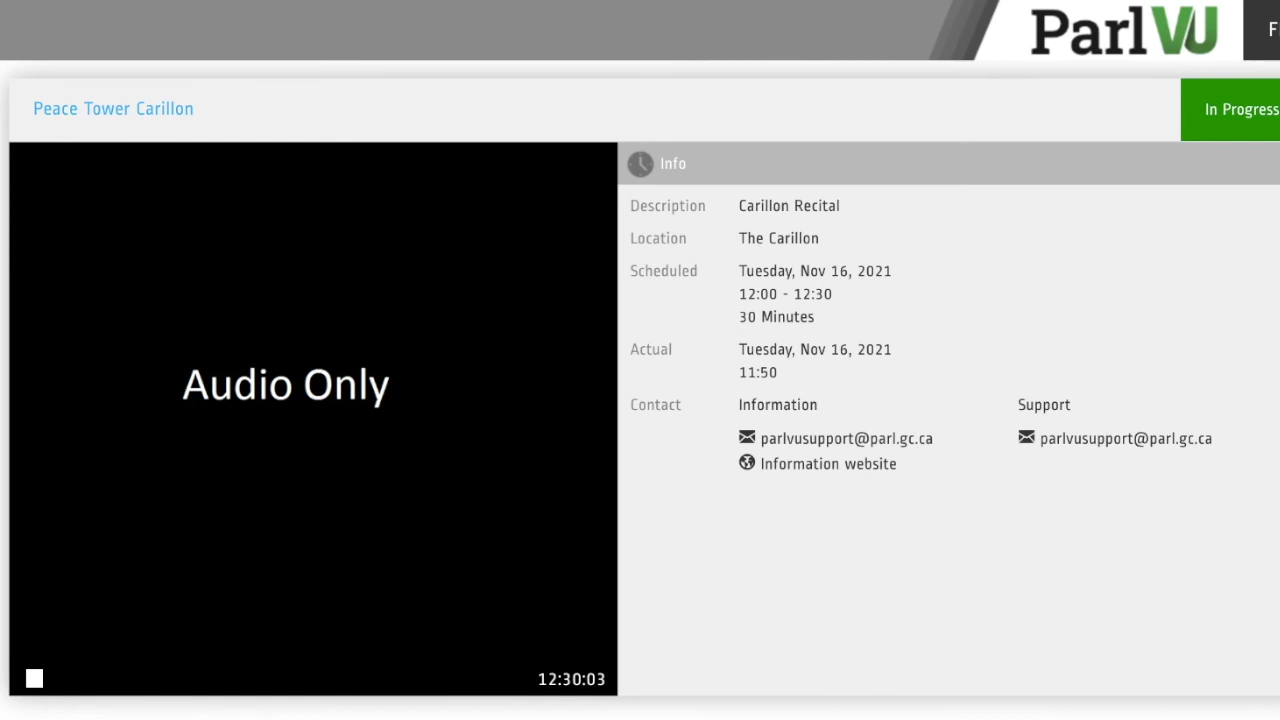 ParlVU
F
Peace Tower Carillon
In Progress
Info
Description Carillon Recital
Location The Carillon
Scheduled Tuesday, Nov 16, 2021
12:00 - 12:30
30 Minutes
Actual Tuesday, Nov 16, 2021
11:50
Contact Information Support
parlvusupport@parl.gc.ca parlvusupport@parl.gc.ca
Information website
Audio Only
12:30:03